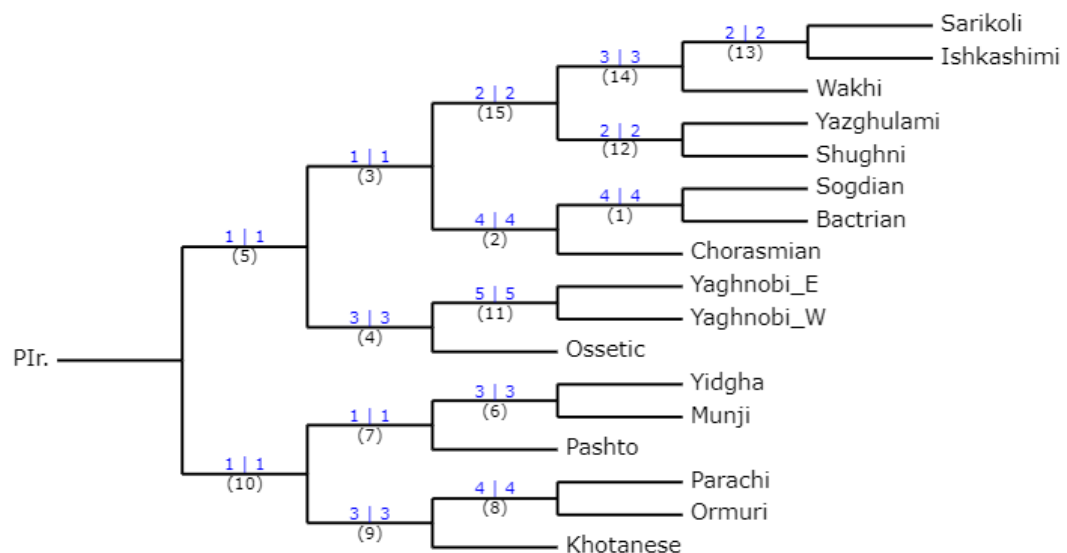 2 | 2
(13)
Sarikoli
Ishkashimi
3 | 3
(14)
Wakhi
2 | 2
(15)
Yazghulami
2 | 2
(12)
Shughni
1 | 1
(3)
Sogdian
4 | 4
(1)
Bactrian
4 | 4
(2)
Chorasmian
1 | 1
(5)
Yaghnobi_E
5 | 5
(11)
Yaghnobi_W
3 | 3
(4)
Ossetic
PIr.
Yidgha
3 | 3
(6)
Munji
1 | 1
(7)
Pashto
1 | 1
(10)
Parachi
4 | 4
(8)
Ormuri
3 | 3
(9)
Khotanese